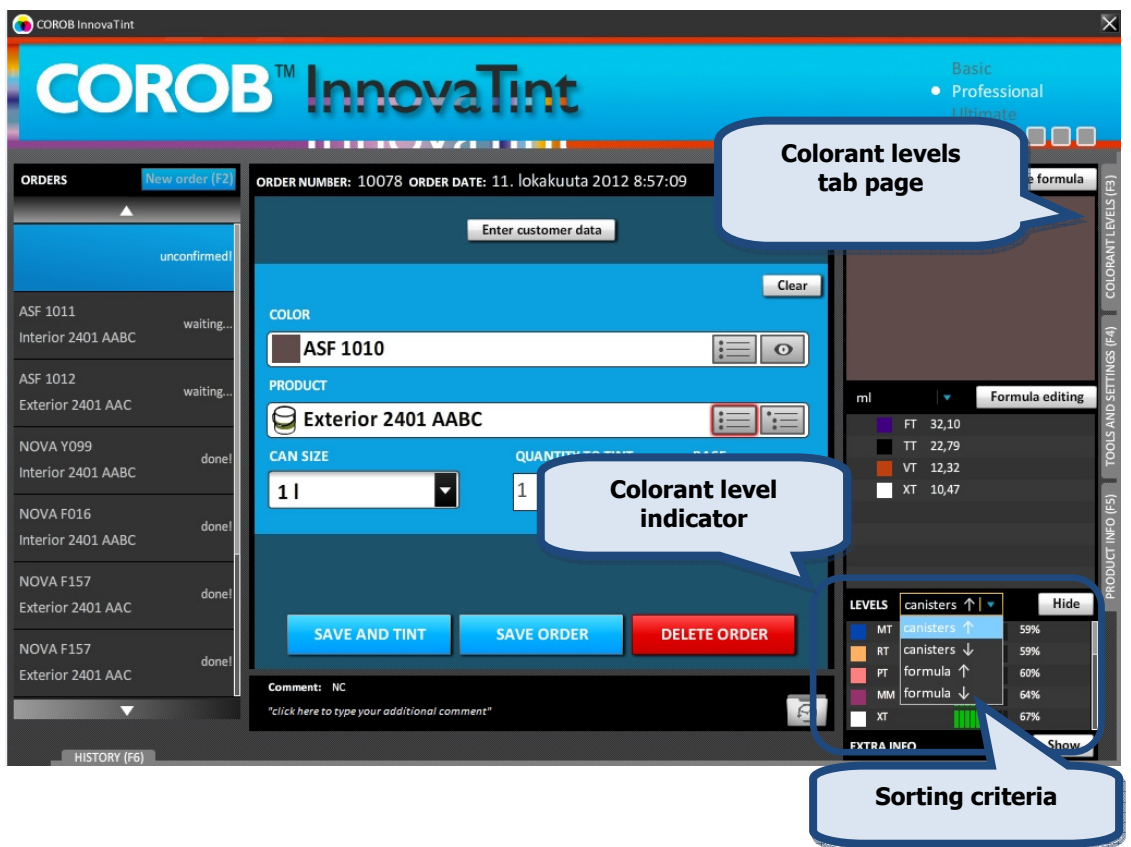 COROB InnovaTint
COROB™ InnovaTint
Basic
Professional
Ultimate
Colorant levels
tab page
ORDERS New order (F2)
unconfirmed!
ASF 1011
waiting...
Interior 2401 AABC
ASF 1012
waiting...
Exterior 2401 AAC
NOVA Y099
done!
Interior 2401 AABC
NOVA F016
done!
Interior 2401 AABC
NOVA F157
done!
Exterior 2401 AAC
NOVA F157
done!
Exterior 2401 AAC
HISTORY (F6)
ORDER NUMBER: 10078 ORDER DATE: 11. lokakuuta 2012 8:57:09
Enter customer data
Clear
COLOR
ASF 1010
PRODUCT
Exterior 2401 AABC
CAN SIZE QUANTITY TO TINT BASE
1 l 1
Colorant level
indicator
SAVE AND TINT SAVE ORDER DELETE ORDER
Comment: NC
"click here to type your additional comment"
formula
ml Formula editing
FT 32,10
TT 22,79
VT 12,32
XT 10,47
LEVELS canisters ↑ Hide
MT canisters ↑ 59%
RT canisters ↓ 59%
PT formula ↑ 60%
MM formula ↓ 64%
XT 67%
EXTRA INFO Show
COLORANT LEVELS (F3)
TOOLS AND SETTINGS (F4)
PRODUCT INFO (F5)
Sorting criteria